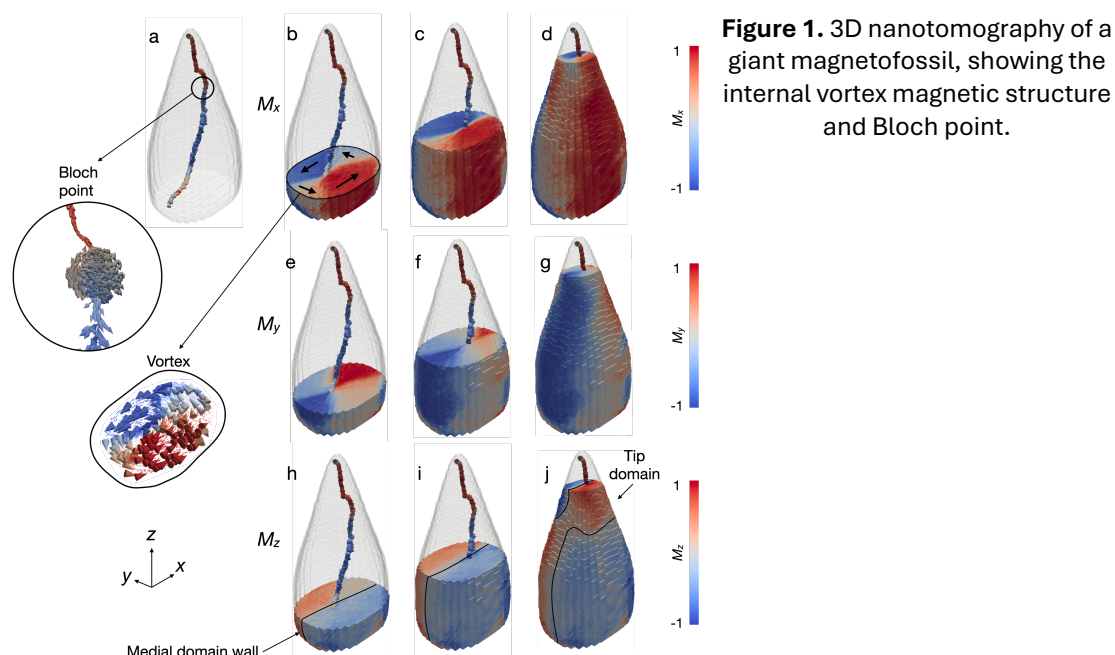 Figure 1. 3D nanotomography of a
giant magnetofossil, showing the
internal vortex magnetic structure
and Bloch point.
a
b
c
d
Mx
1
Mx
-1
Bloch
point
e
f
g
My
1
My
-1
Vortex
h
i
j
Tip
domain
Mz
1
Mz
-1
z
y
x
Medial domain wall